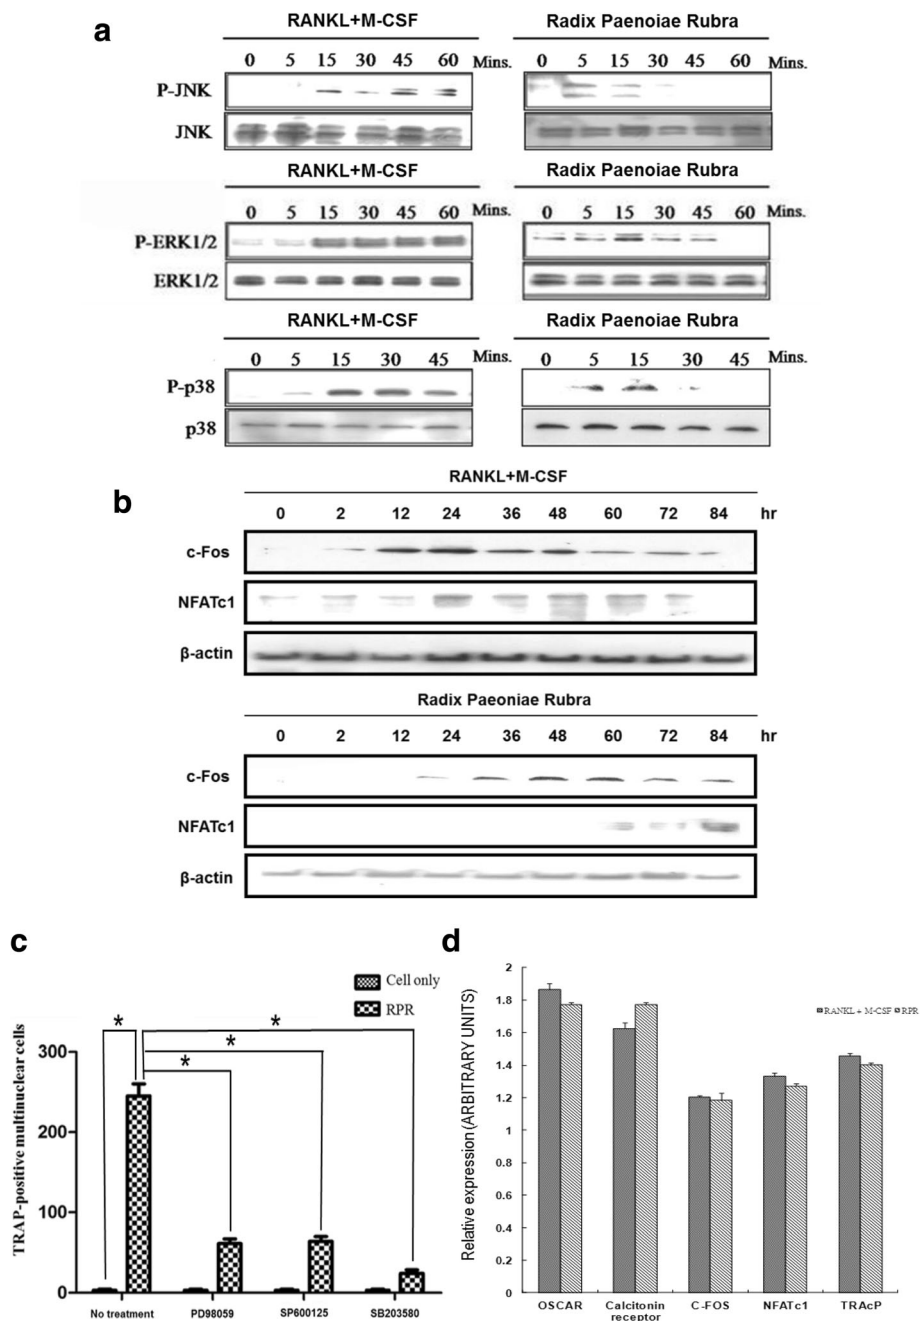 a
RANKL+M-CSF Radix Paenoiae Rubra
0 5 15 30 45 60 Mins. 0 5 15 30 45 60 Mins.
P-JNK
JNK
RANKL+M-CSF Radix Paenoiae Rubra
0 5 15 30 45 60 Mins. 0 5 15 30 45 60 Mins.
P-ERK1/2
ERK1/2
RANKL+M-CSF Radix Paenoiae Rubra
0 5 15 30 45 Mins. 0 5 15 30 45 Mins.
P-p38
p38
b
RANKL+M-CSF
0 2 12 24 36 48 60 72 84 hr
c-Fos
NFATc1
β-actin
Radix Paeoniae Rubra
0 2 12 24 36 48 60 72 84 hr
c-Fos
NFATc1
β-actin
c
Cell only
RPR
* * * *
TRAP-positive multinuclear cells
300
200
100
0
No treatment PD98059 SP600125 SB203580
d
Relative expression (ARBITRARY UNITS)
2
1.8
1.6
1.4
1.2
1
0.8
0.6
0.4
0.2
0
RANKL + M-CSF RPR
OSCAR Calcitonin receptor C-FOS NFATc1 TRAcP